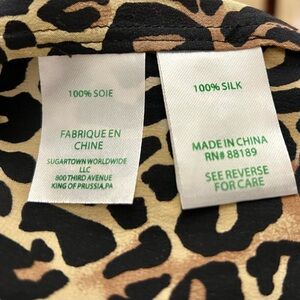 100% SOIE
FABRIQUE EN
CHINE
SUGARTOWN WORLDWIDE
LLC
800 THIRD AVENUE
KING OF PRUSSIA,PA
100% SILK
MADE IN CHINA
RN# 88189
SEE REVERSE
FOR CARE